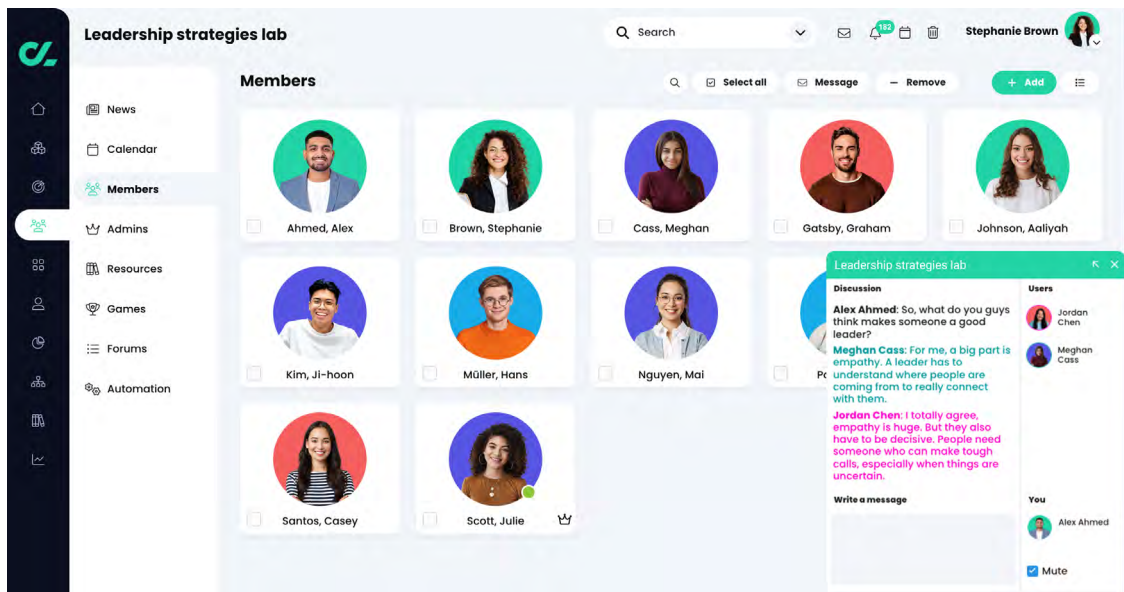 Leadership strategies lab
Search
182
Stephanie Brown
News
Calendar
Members
Admins
Resources
Games
Forums
Automation
Members
Select all
Message
Remove
+ Add
Ahmed, Alex
Brown, Stephanie
Cass, Meghan
Gatsby, Graham
Johnson, Aaliyah
Kim, Ji-hoon
Müller, Hans
Nguyen, Mai
Santos, Casey
Scott, Julie
Leadership strategies lab
Discussion
Alex Ahmed: So, what do you guys
think makes someone a good
leader?
Meghan Cass: For me, a big part is
empathy. A leader has to
understand where people are
coming from to really connect
with them.
Jordan Chen: I totally agree,
empathy is huge. But they also
have to be decisive. People need
someone who can make tough
calls, especially when things are
uncertain.
Write a message
Users
Jordan
Chen
Meghan
Cass
You
Alex Ahmed
Mute